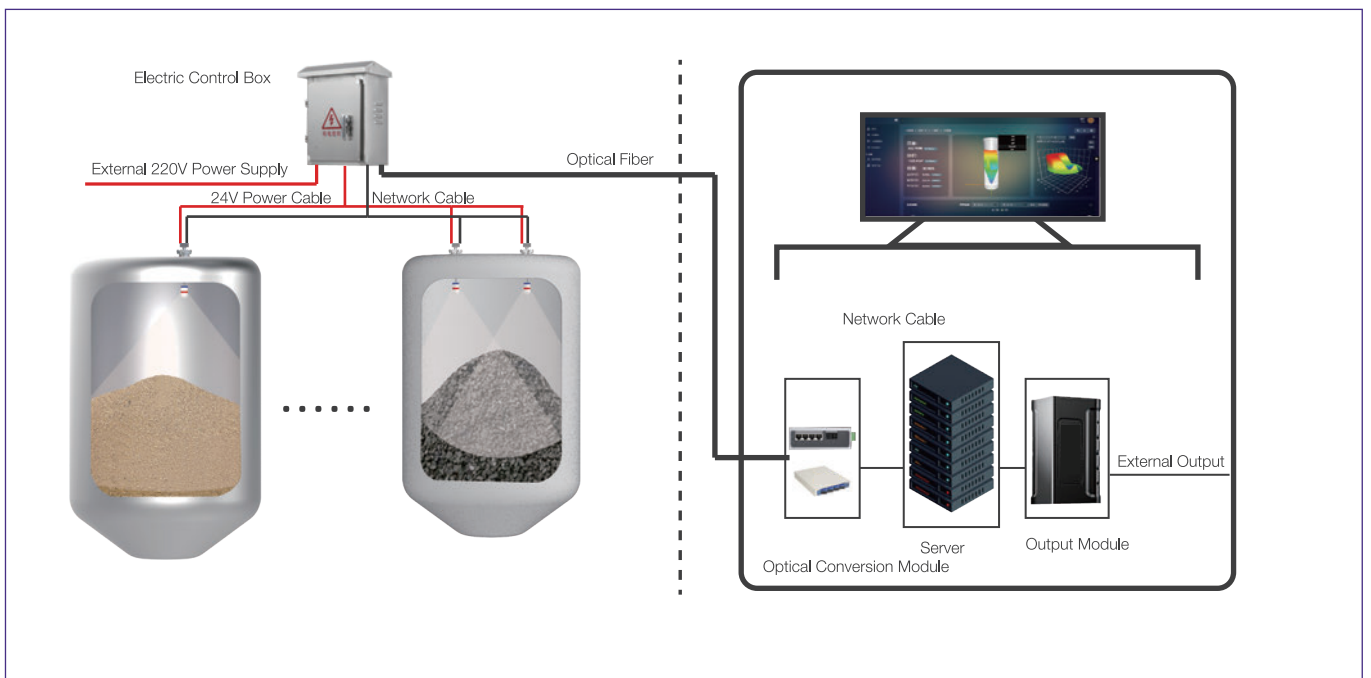 Electric Control Box
External 220V Power Supply
Optical Fiber
24V Power Cable
Network Cable
Network Cable
External Output
Server
Output Module
Optical Conversion Module